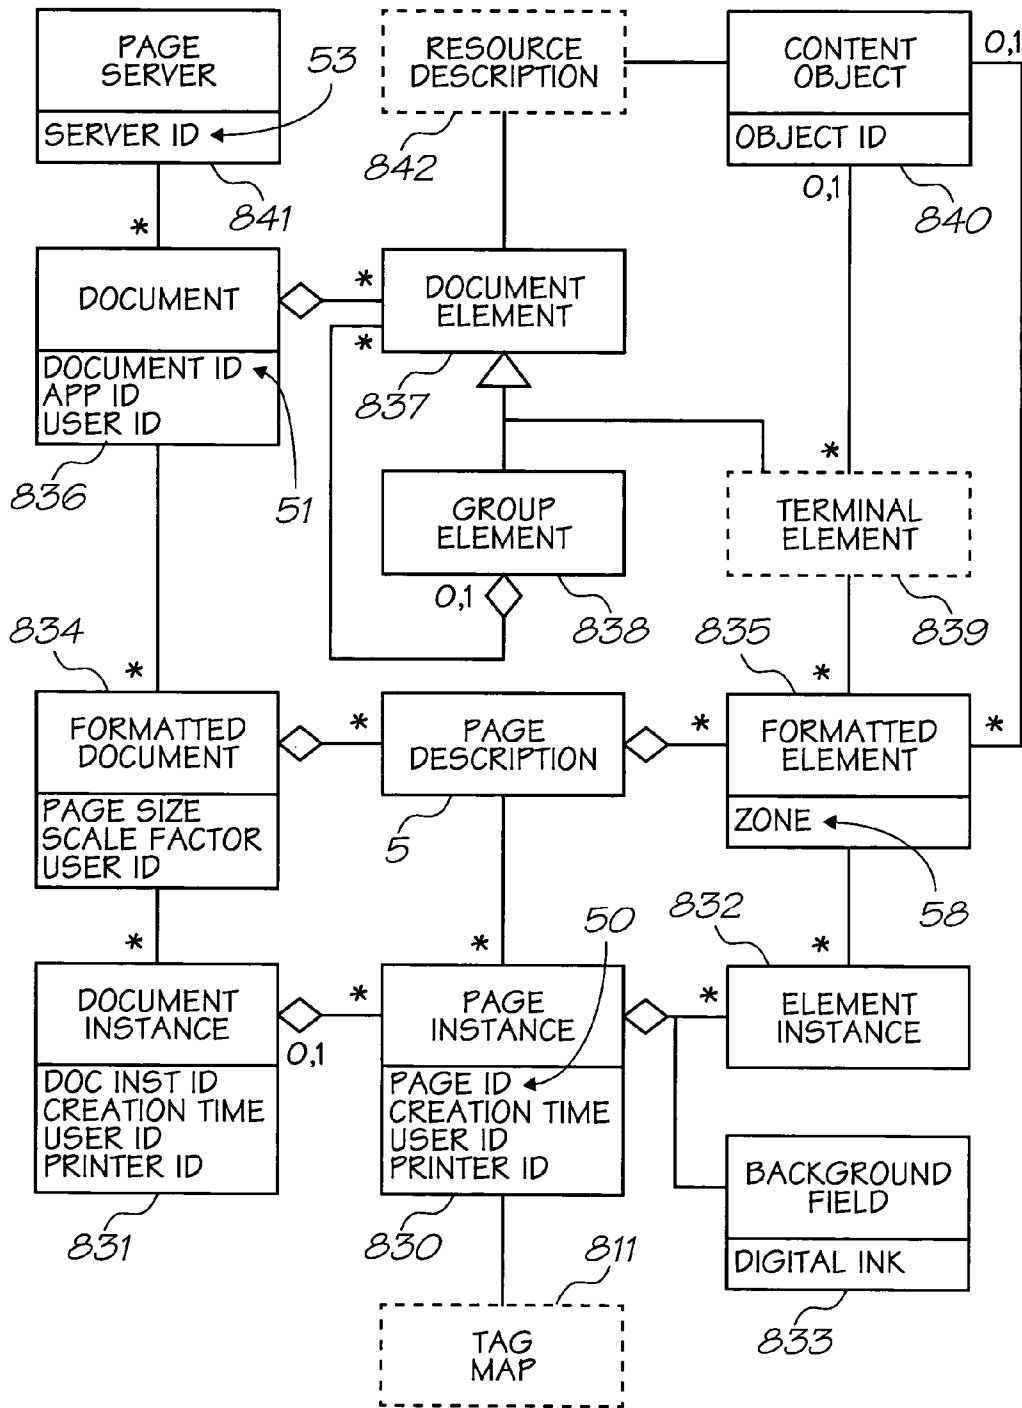 PAGE
SERVER
SERVER ID
53
841
*
RESOURCE
DESCRIPTION
842
CONTENT
OBJECT
OBJECT ID
0,1
0,1
840
DOCUMENT
DOCUMENT ID
APP ID
USER ID
836
51
*
*
DOCUMENT
ELEMENT
837
GROUP
ELEMENT
0,1
838
*
TERMINAL
ELEMENT
839
834
*
FORMATTED
DOCUMENT
PAGE SIZE
SCALE FACTOR
USER ID
*
PAGE
DESCRIPTION
5
*
835
*
FORMATTED
ELEMENT
*
ZONE
58
*
DOCUMENT
INSTANCE
0,1
DOC INST ID
CREATION TIME
USER ID
PRINTER ID
831
*
*
50
PAGE
INSTANCE
PAGE ID
CREATION TIME
USER ID
PRINTER ID
830
*
832
*
ELEMENT
INSTANCE
BACKGROUND
FIELD
DIGITAL INK
833
811
TAG
MAP